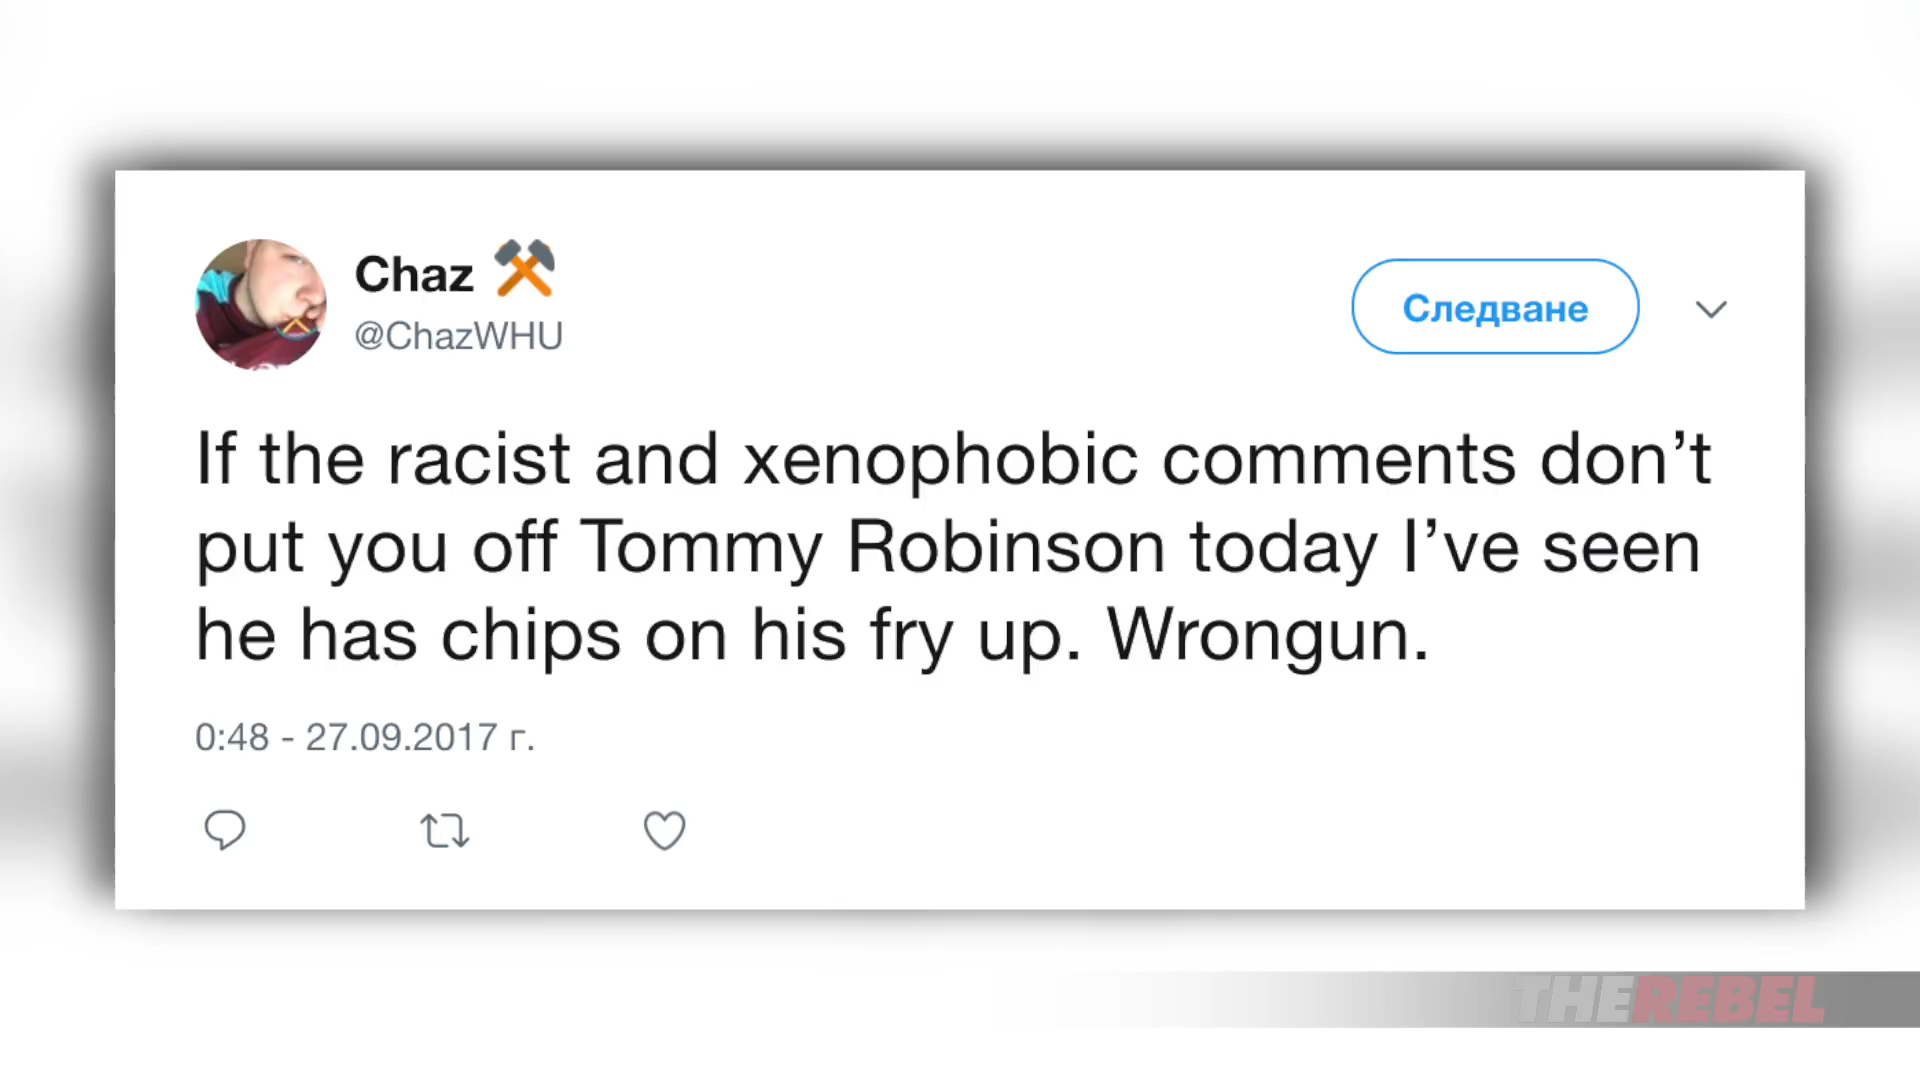 Chaz
@ChazWHU
Следване
If the racist and xenophobic comments don’t
put you off Tommy Robinson today I’ve seen
he has chips on his fry up. Wrongun.
0:48 - 27.09.2017 г.
THEREBEL